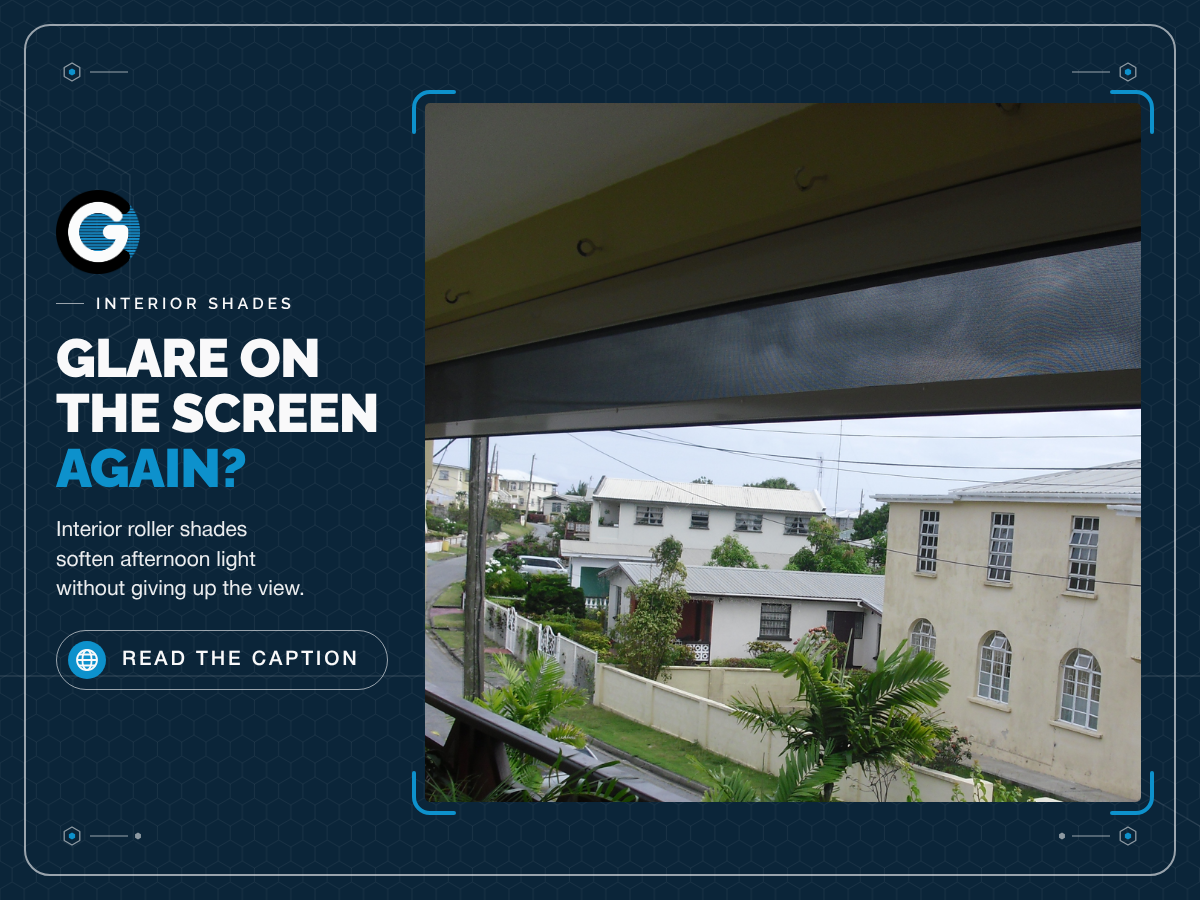 G
INTERIOR SHADES
GLARE ON
THE SCREEN
AGAIN?
Interior roller shades
soften afternoon light
without giving up the view.
READ THE CAPTION